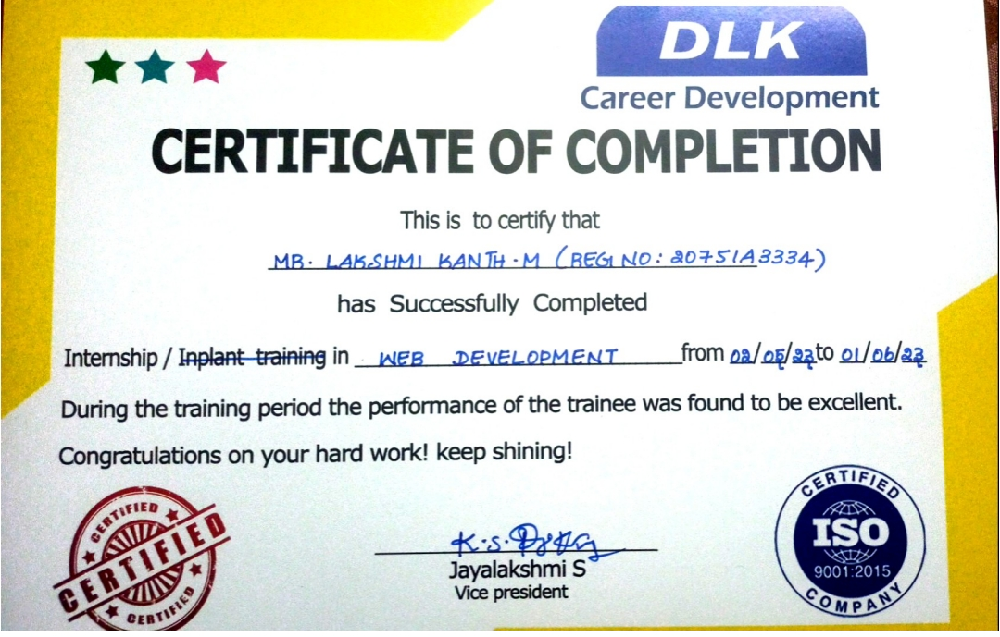 DLK
Career Development
CERTIFICATE OF COMPLETION
This is to certify that
MR. LAKSHMI KANTH.M (REG NO: 20751A3334)
has Successfully Completed
Internship / Inplant training in WEB DEVELOPMENT from 02/05/23 to 01/06/23
During the training period the performance of the trainee was found to be excellent.
Congratulations on your hard work! keep shining!
CERTIFIED
CERTIFIED
CERTIFIED
K.S.
Jayalakshmi S
Vice president
CERTIFIED
ISO
9001:2015
COMPANY